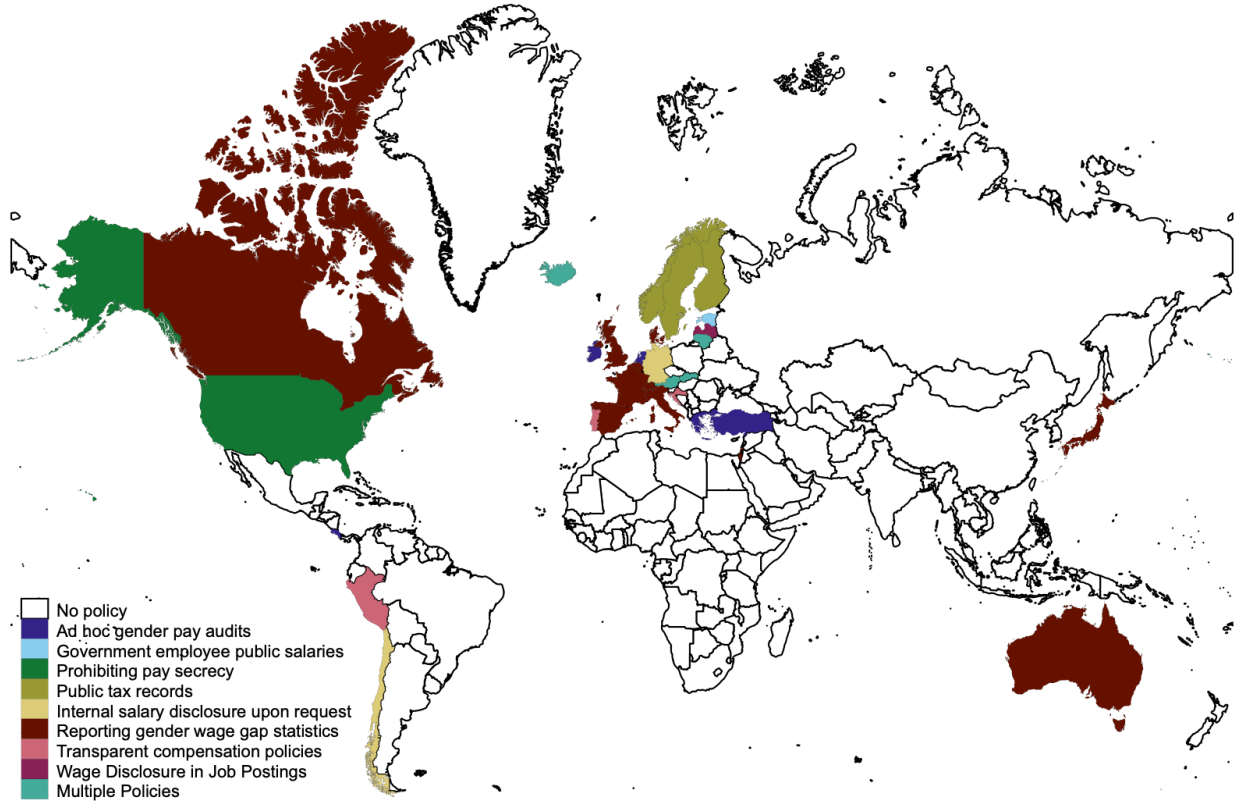 No policy
Ad hoc gender pay audits
Government employee public salaries
Prohibiting pay secrecy
Public tax records
Internal salary disclosure upon request
Reporting gender wage gap statistics
Transparent compensation policies
Wage Disclosure in Job Postings
Multiple Policies